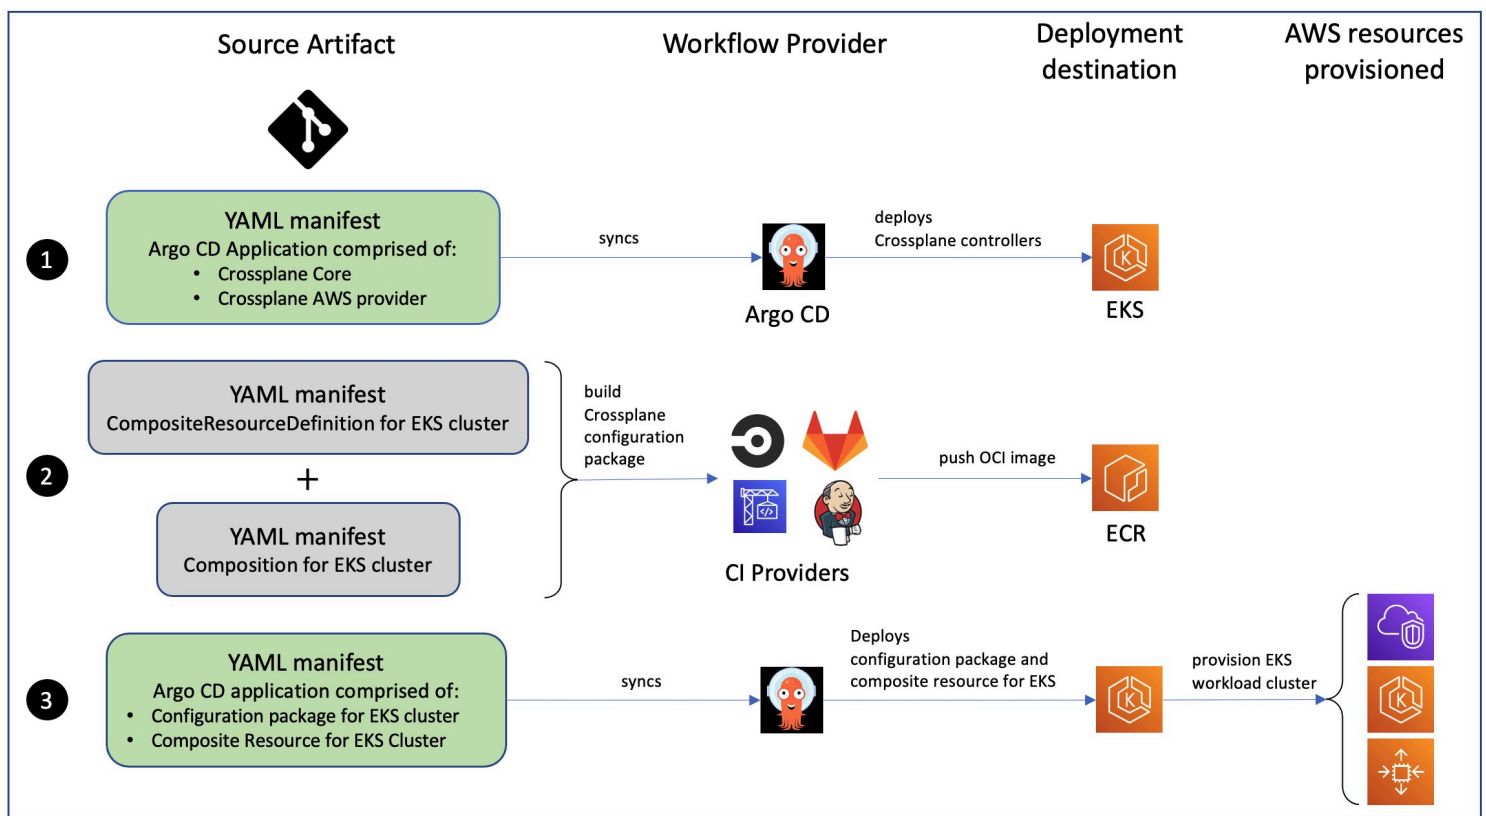 Source Artifact
Workflow Provider
Deployment
destination
AWS resources
provisioned
1
YAML manifest
Argo CD Application comprised of:
• Crossplane Core
• Crossplane AWS provider
syncs
Argo CD
deploys
Crossplane controllers
K
EKS
2
YAML manifest
CompositeResourceDefinition for EKS cluster
+
YAML manifest
Composition for EKS cluster
build
Crossplane
configuration
package
</>
CI Providers
push OCI image
ECR
3
YAML manifest
Argo CD application comprised of:
• Configuration package for EKS cluster
• Composite Resource for EKS Cluster
syncs
Deploys
configuration package and
composite resource for EKS
K
provision EKS
workload cluster
K